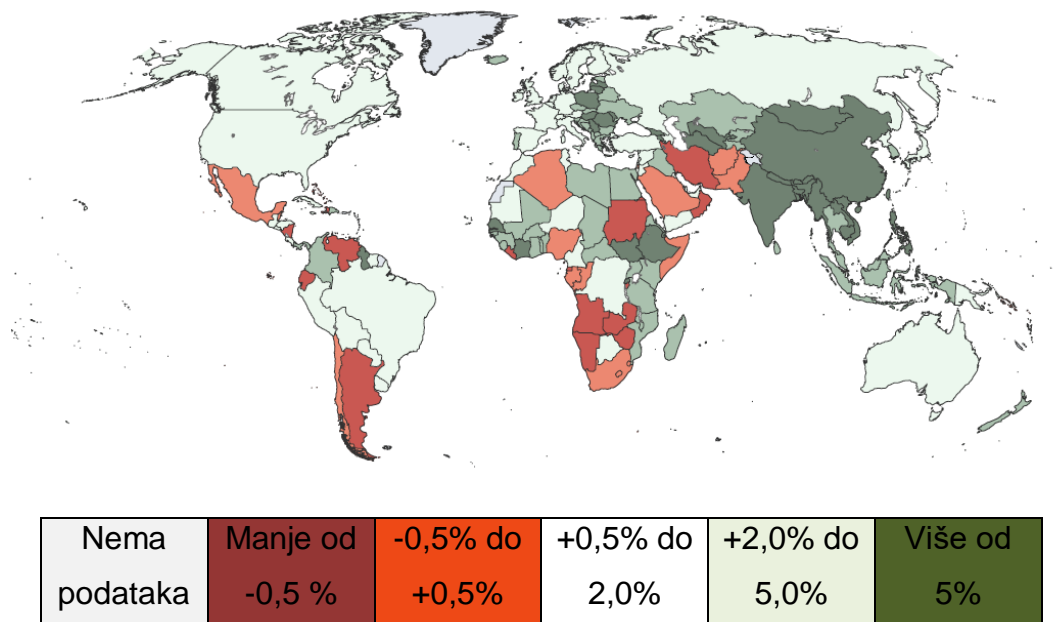 Nema podataka
Manje od -0,5 %
-0,5% do +0,5%
+0,5% do 2,0%
+2,0% do 5,0%
Više od 5%